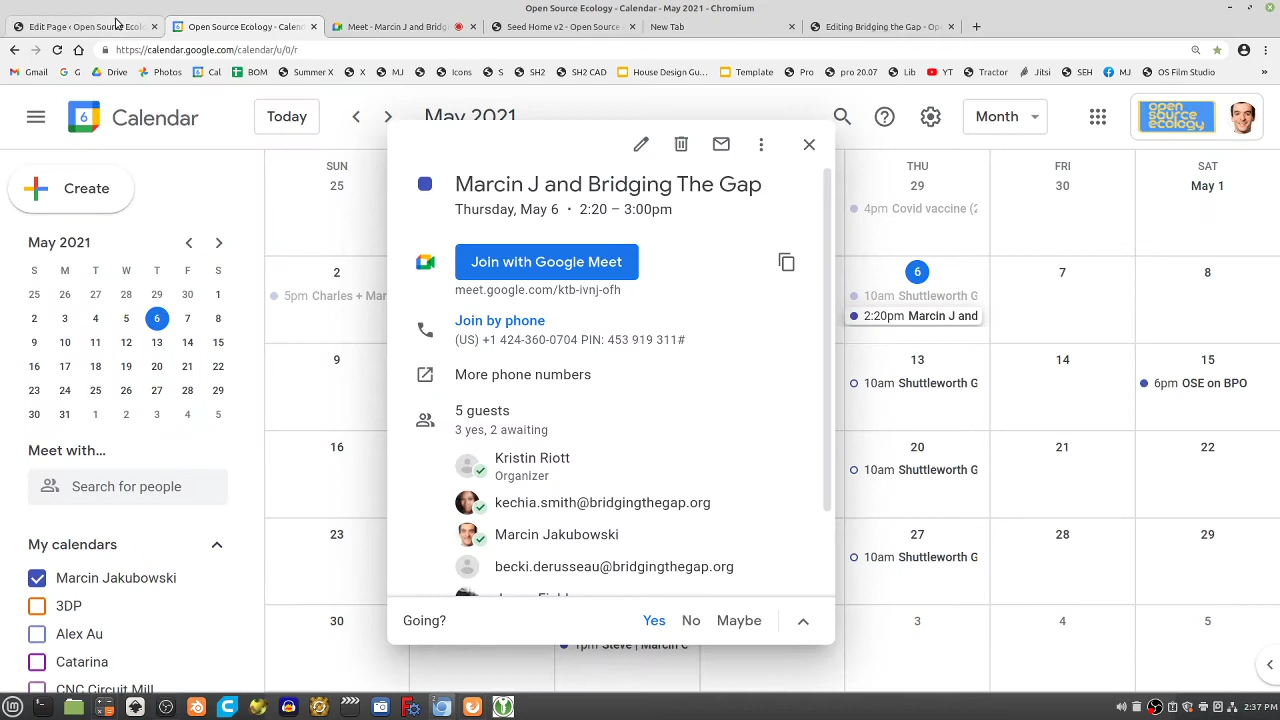 Open Source Ecology - Calendar - May 2021 - Chromium
Edit Page ‹ Open Source Ecol
Open Source Ecology - Calen
Meet - Marcin J and Bridg
Seed Home v2 - Open Source
New Tab
Editing Bridging the Gap - Op
https://calendar.google.com/calendar/u/0/r
Gmail
G
Drive
Photos
Cal
BOM
Summer X
X
MJ
Icons
S
SH2
SH2 CAD
House Design Gu...
Template
Pro
pro 20.07
Lib
YT
Tractor
Jitsi
SEH
MJ
OS Film Studio
»
6
Calendar
Today
May 2021
Month
open source ecology
Create
May 2021
S M T W T F S
25 26 27 28 29 30 1
2 3 4 5 6 7 8
9 10 11 12 13 14 15
16 17 18 19 20 21 22
23 24 25 26 27 28 29
30 31 1 2 3 4 5
Meet with...
Search for people
My calendars
Marcin Jakubowski
3DP
Alex Au
Catarina
CNC Circuit Mill
SUN
THU
FRI
SAT
25
29
30
May 1
4pm Covid vaccine (2
2
6
7
8
5pm Charles + Mar
10am Shuttleworth G
2:20pm Marcin J and
9
13
14
15
10am Shuttleworth G
6pm OSE on BPO
16
20
21
22
10am Shuttleworth G
23
27
28
29
10am Shuttleworth G
30
3
4
5
1pm Steve | Marcin C
Marcin J and Bridging The Gap
Thursday, May 6 · 2:20 – 3:00pm
Join with Google Meet
meet.google.com/ktb-ivnj-ofh
Join by phone
(US) +1 424-360-0704 PIN: 453 919 311#
More phone numbers
5 guests
3 yes, 2 awaiting
Kristin Riott
Organizer
kechia.smith@bridgingthegap.org
Marcin Jakubowski
becki.derusseau@bridgingthegap.org
Going?
Yes
No
Maybe
2:37 PM